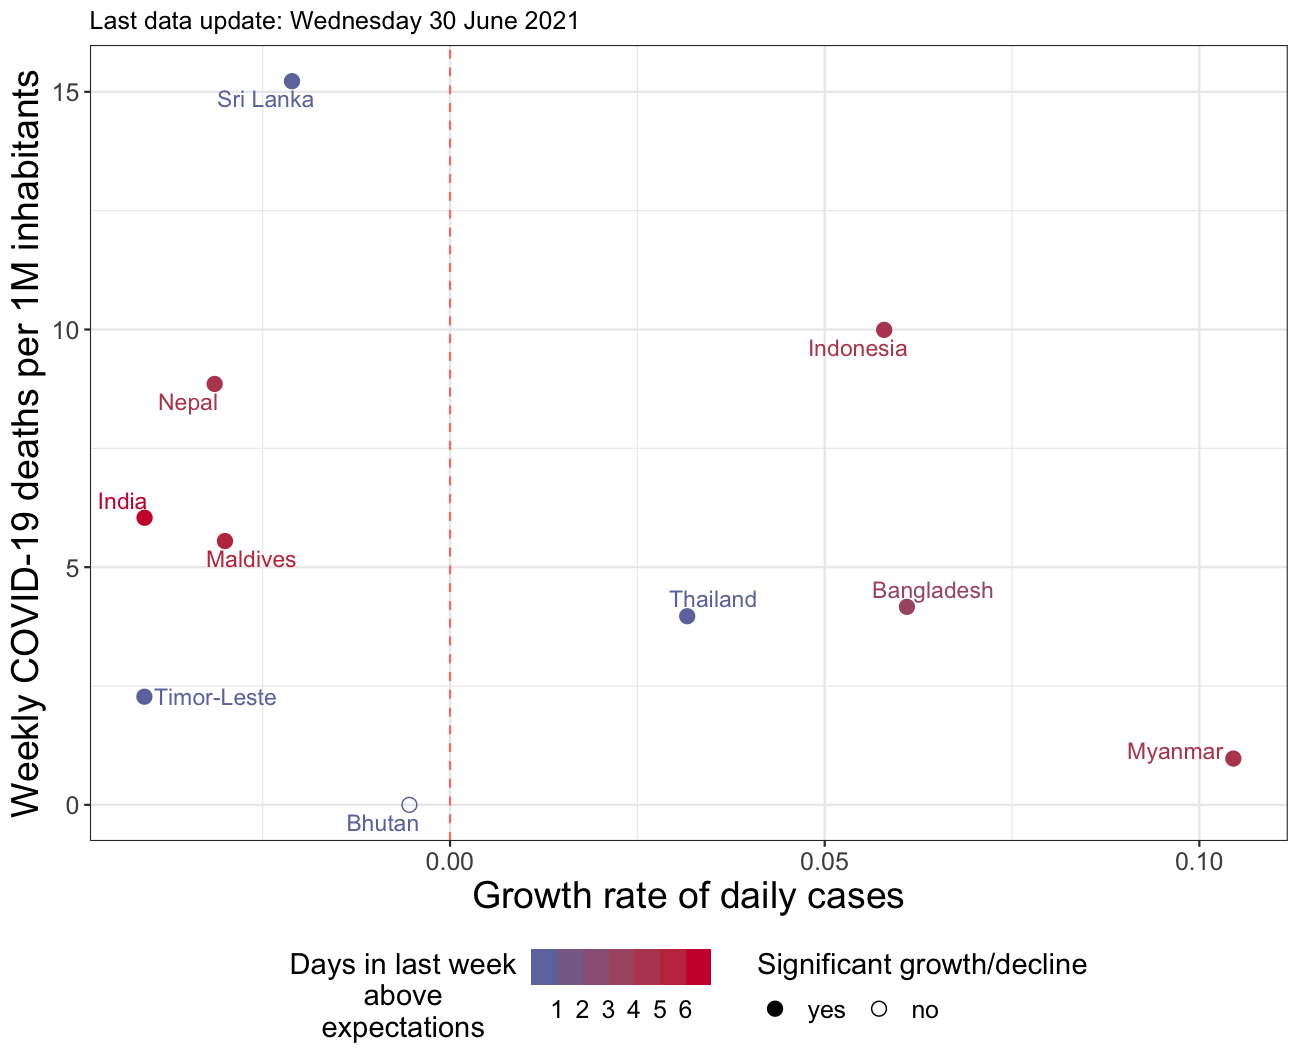 Last data update: Wednesday 30 June 2021
Weekly COVID-19 deaths per 1M inhabitants
15
10
5
0
Sri Lanka
Indonesia
Nepal
India
Maldives
Thailand
Bangladesh
Timor-Leste
Myanmar
Bhutan
0.00 0.05 0.10
Growth rate of daily cases
Days in last week
above
expectations
1 2 3 4 5 6
Significant growth/decline
yes no